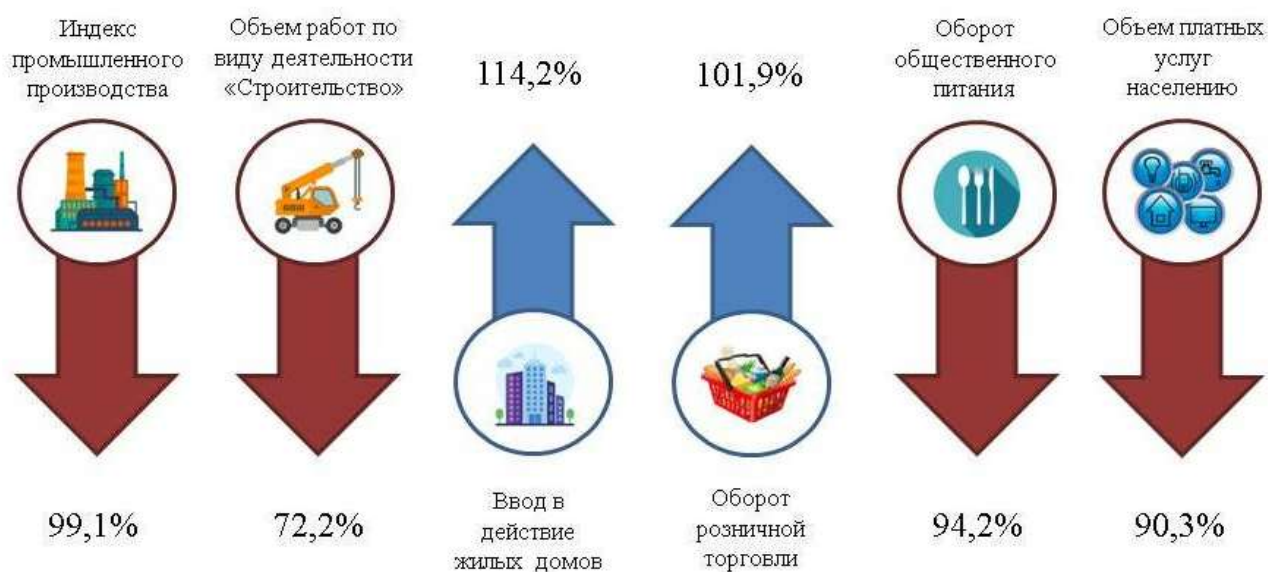 Индекс
промышленного
производства
99,1%
Объем работ по
виду деятельности
«Строительство»
72,2%
114,2%
Ввод в
действие
жилых домов
101,9%
Оборот
розничной
торговли
Оборот
общественного
питания
94,2%
Объем платных
услуг
населению
90,3%